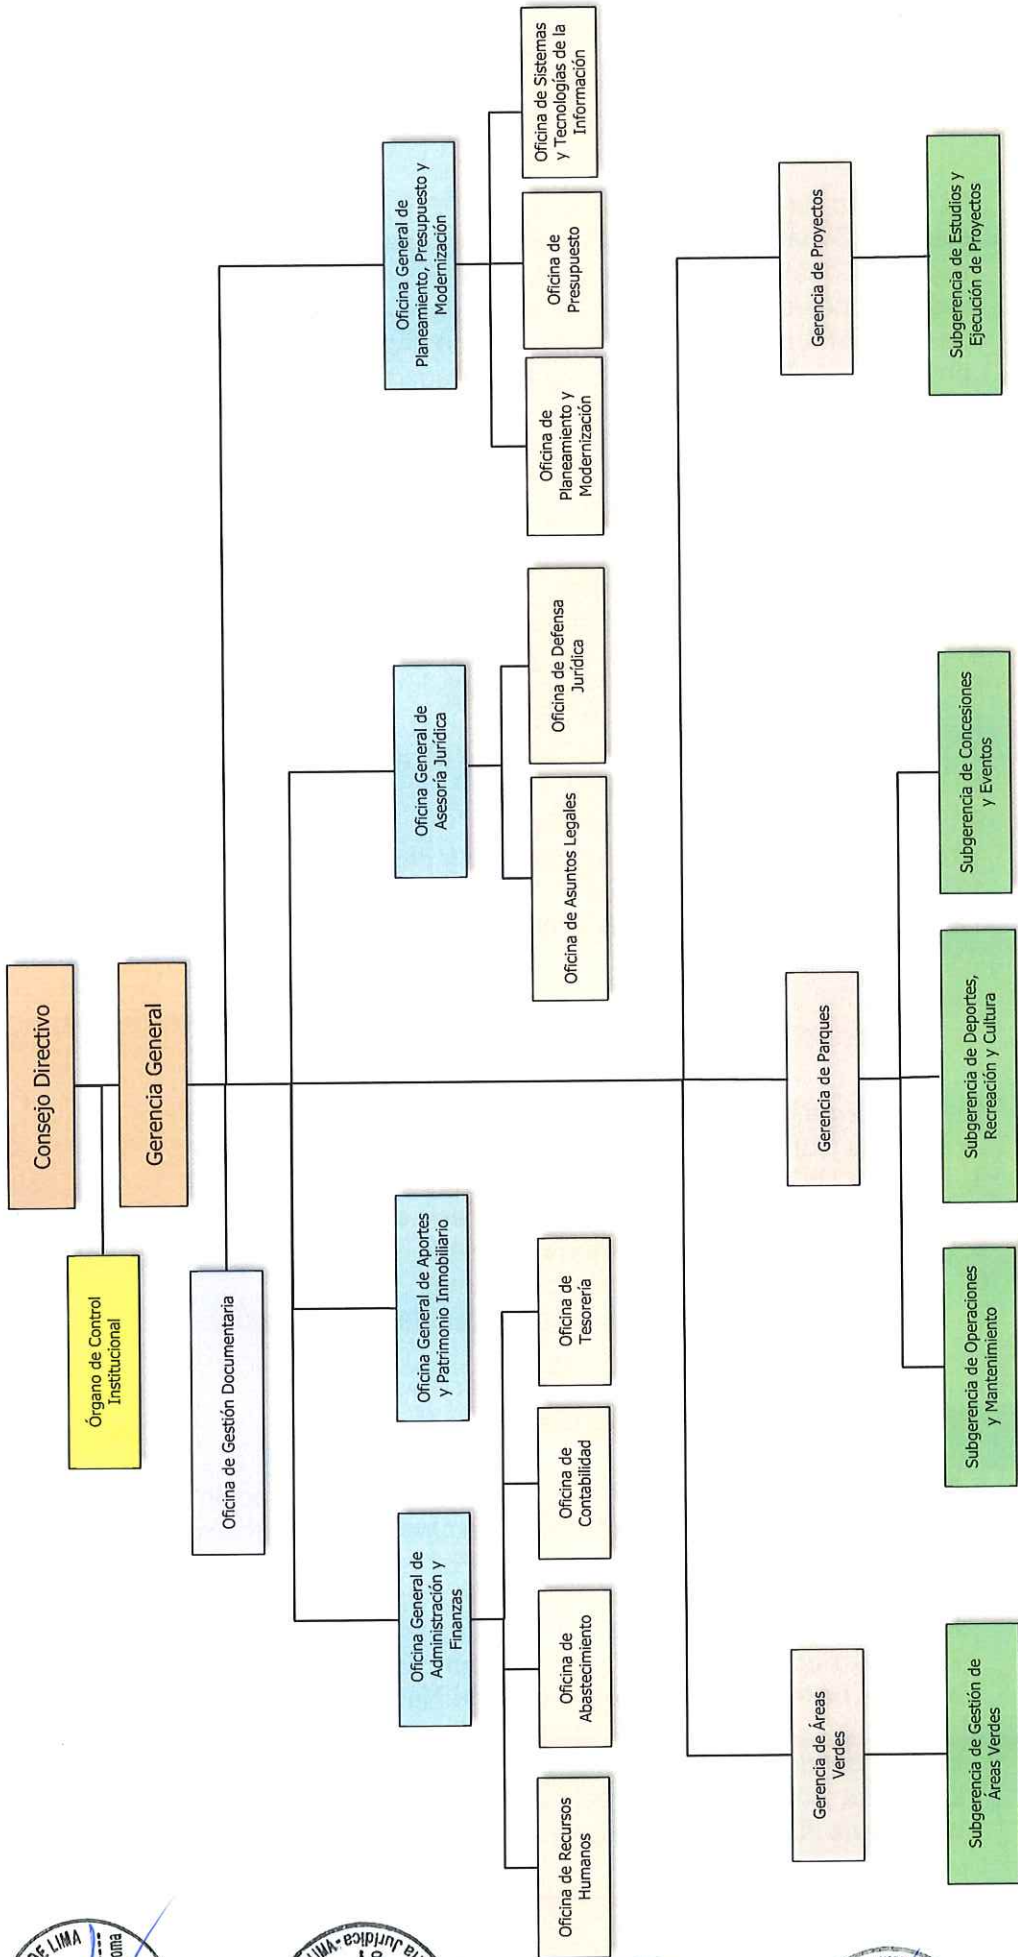 Consejo Directivo
Órgano de Control
Institucional
Gerencia General
Oficina de Gestión Documentaria
Oficina General de
Administración y
Finanzas
Oficina General de Aportes
y Patrimonio Inmobiliario
Oficina General de
Asesoría Jurídica
Oficina General de
Planeamiento, Presupuesto y
Modernización
Oficina de Recursos
Humanos
Oficina de
Abastecimiento
Oficina de
Contabilidad
Oficina de
Tesorería
Oficina de Asuntos Legales
Oficina de Defensa
Jurídica
Oficina de
Planeamiento y
Modernización
Oficina de
Presupuesto
Oficina de Sistemas
y Tecnologías de la
Información
Gerencia de Áreas
Verdes
Gerencia de Parques
Gerencia de Proyectos
Subgerencia de Gestión de
Áreas Verdes
Subgerencia de Operaciones
y Mantenimiento
Subgerencia de Deportes,
Recreación y Cultura
Subgerencia de Concesiones
y Eventos
Subgerencia de Estudios y
Ejecución de Proyectos
DE LIMA